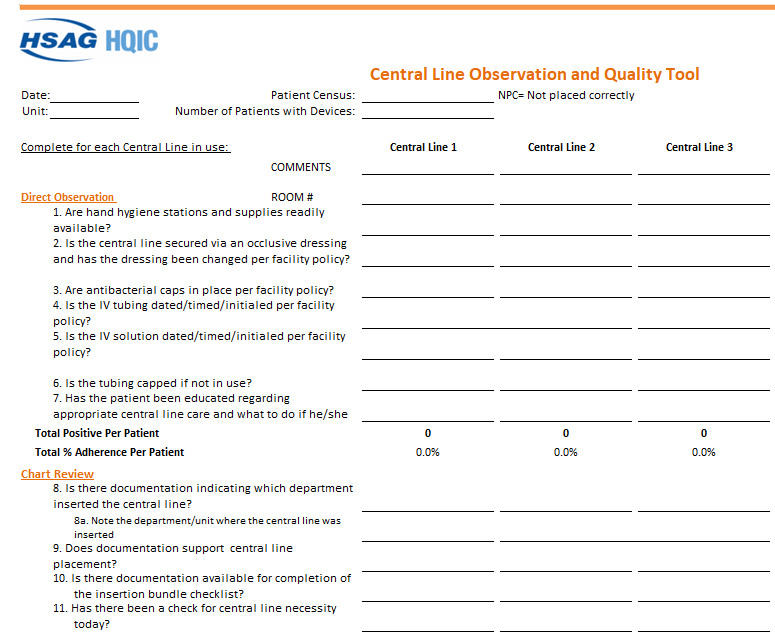 HSAG HQIC
Central Line Observation and Quality Tool
Date: Patient Census: NPC= Not placed correctly
Unit: Number of Patients with Devices:
Complete for each Central Line in use: Central Line 1 Central Line 2 Central Line 3
COMMENTS
Direct Observation ROOM #
1. Are hand hygiene stations and supplies readily
available?
2. Is the central line secured via an occlusive dressing
and has the dressing been changed per facility policy?
3. Are antibacterial caps in place per facility policy?
4. Is the IV tubing dated/timed/initialed per facility
policy?
5. Is the IV solution dated/timed/initialed per facility
policy?
6. Is the tubing capped if not in use?
7. Has the patient been educated regarding
appropriate central line care and what to do if he/she
Total Positive Per Patient 0 0 0
Total % Adherence Per Patient 0.0% 0.0% 0.0%
Chart Review
8. Is there documentation indicating which department
inserted the central line?
8a. Note the department/unit where the central line was
inserted
9. Does documentation support central line
placement?
10. Is there documentation available for completion of
the insertion bundle checklist?
11. Has there been a check for central line necessity
today?